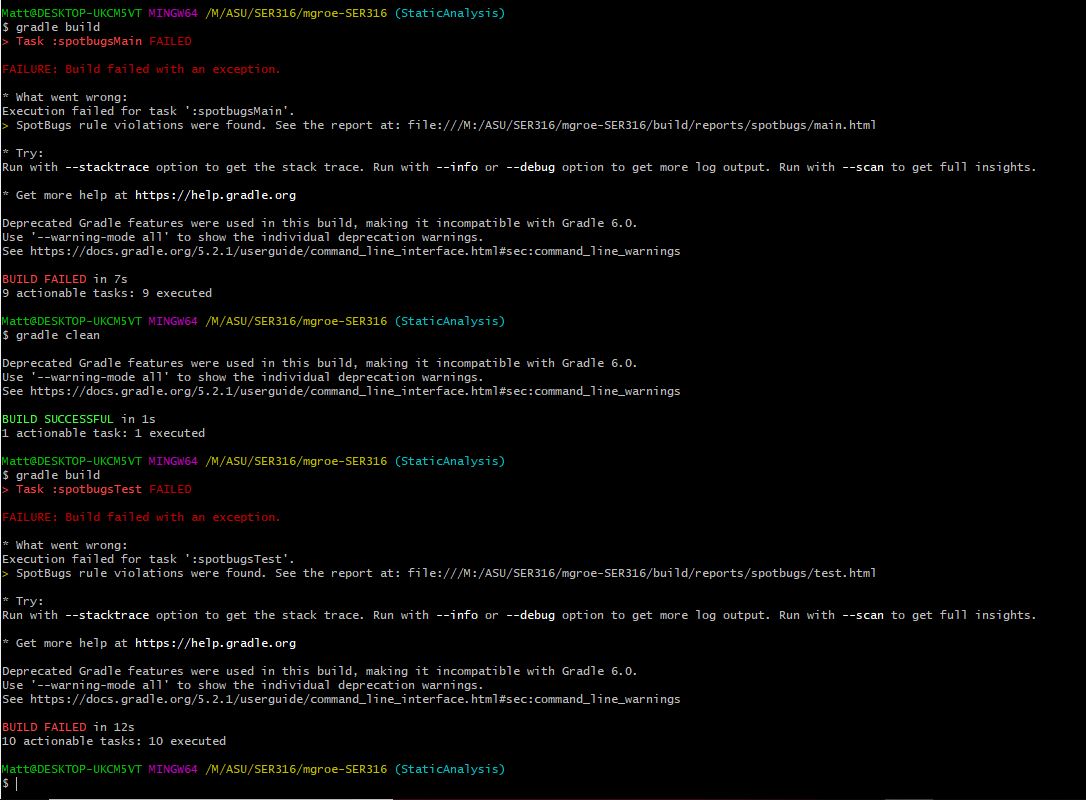 Matt@DESKTOP-UKCM5VT MINGW64 /M/ASU/SER316/mgroe-SER316 (StaticAnalysis)
$ gradle build
> Task :spotbugsMain FAILED
FAILURE: Build failed with an exception.
* What went wrong:
Execution failed for task ':spotbugsMain'.
> SpotBugs rule violations were found. See the report at: file:///M:/ASU/SER316/mgroe-SER316/build/reports/spotbugs/main.html
* Try:
Run with --stacktrace option to get the stack trace. Run with --info or --debug option to get more log output. Run with --scan to get full insights.
* Get more help at https://help.gradle.org
Deprecated Gradle features were used in this build, making it incompatible with Gradle 6.0.
Use '--warning-mode all' to show the individual deprecation warnings.
See https://docs.gradle.org/5.2.1/userguide/command_line_interface.html#sec:command_line_warnings
BUILD FAILED in 7s
9 actionable tasks: 9 executed
Matt@DESKTOP-UKCM5VT MINGW64 /M/ASU/SER316/mgroe-SER316 (StaticAnalysis)
$ gradle clean
Deprecated Gradle features were used in this build, making it incompatible with Gradle 6.0.
Use '--warning-mode all' to show the individual deprecation warnings.
See https://docs.gradle.org/5.2.1/userguide/command_line_interface.html#sec:command_line_warnings
BUILD SUCCESSFUL in 1s
1 actionable task: 1 executed
Matt@DESKTOP-UKCM5VT MINGW64 /M/ASU/SER316/mgroe-SER316 (StaticAnalysis)
$ gradle build
> Task :spotbugsTest FAILED
FAILURE: Build failed with an exception.
* What went wrong:
Execution failed for task ':spotbugsTest'.
> SpotBugs rule violations were found. See the report at: file:///M:/ASU/SER316/mgroe-SER316/build/reports/spotbugs/test.html
* Try:
Run with --stacktrace option to get the stack trace. Run with --info or --debug option to get more log output. Run with --scan to get full insights.
* Get more help at https://help.gradle.org
Deprecated Gradle features were used in this build, making it incompatible with Gradle 6.0.
Use '--warning-mode all' to show the individual deprecation warnings.
See https://docs.gradle.org/5.2.1/userguide/command_line_interface.html#sec:command_line_warnings
BUILD FAILED in 12s
10 actionable tasks: 10 executed
Matt@DESKTOP-UKCM5VT MINGW64 /M/ASU/SER316/mgroe-SER316 (StaticAnalysis)
$